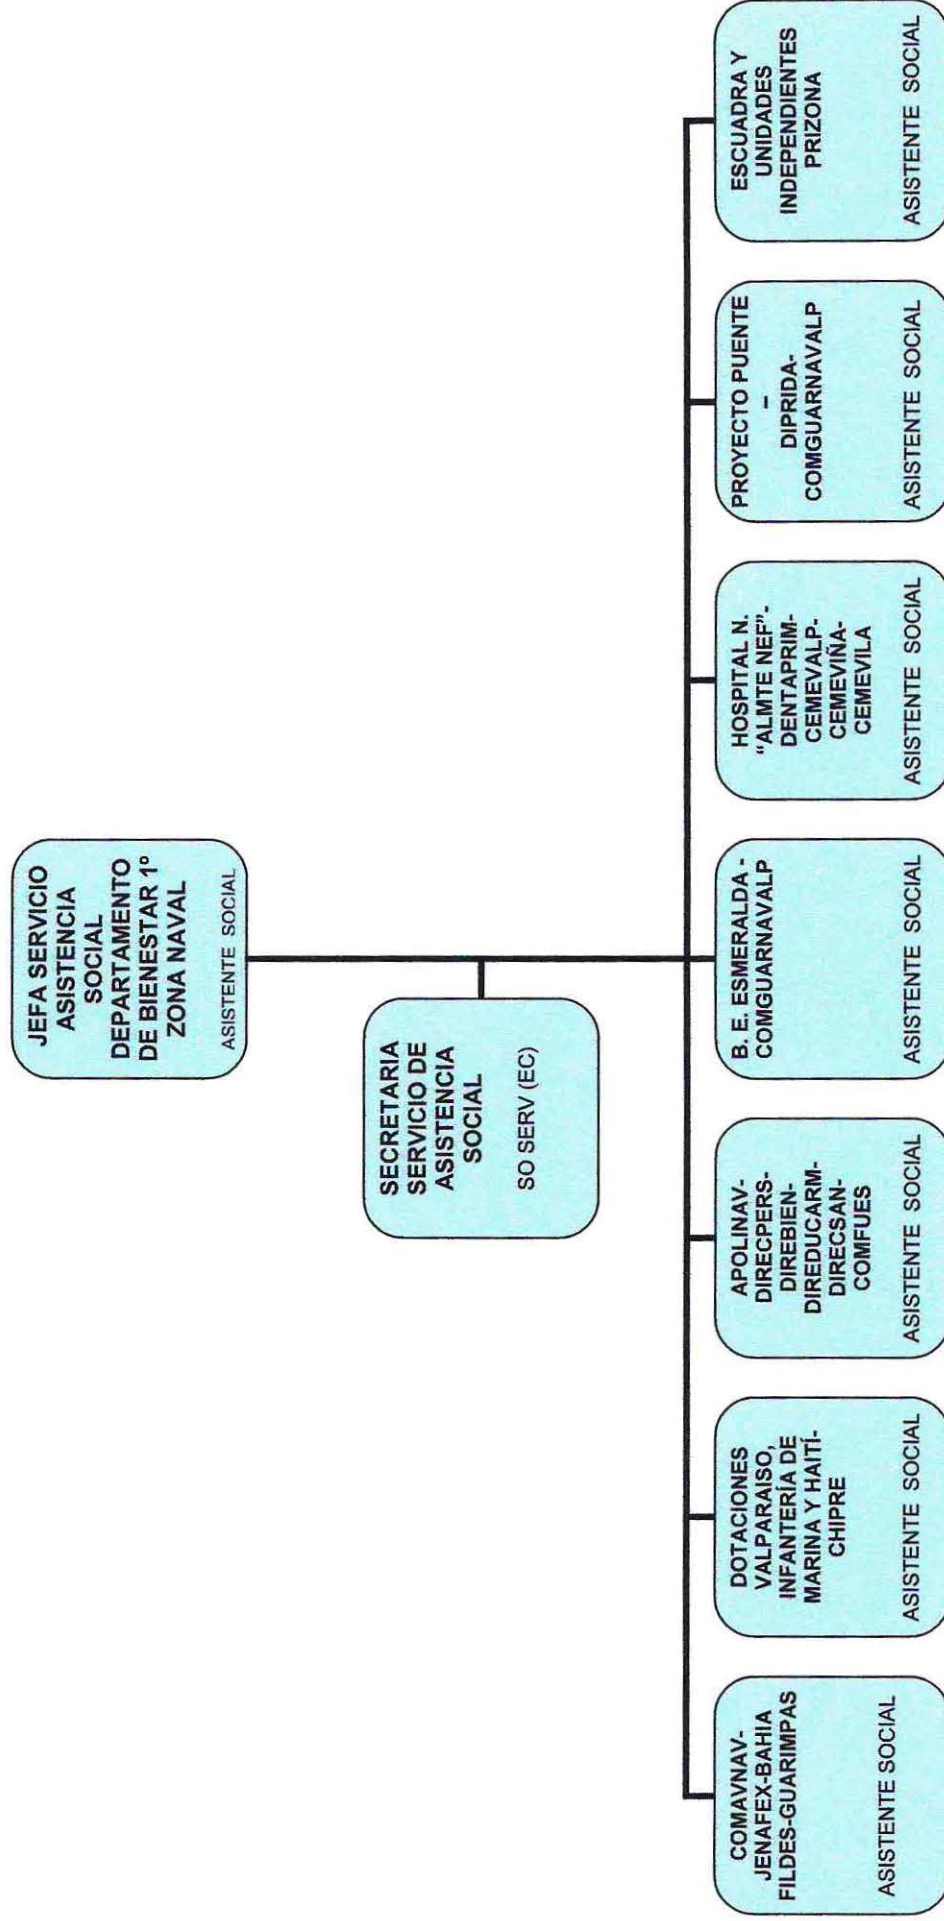 JEFA SERVICIO
ASISTENCIA
SOCIAL
DEPARTAMENTO
DE BIENESTAR 1º
ZONA NAVAL
ASISTENTE SOCIAL
SECRETARIA
SERVICIO DE
ASISTENCIA
SOCIAL
SO SERV (EC)
COMAVNAV-
JENAFEX-BAHIA
FILDES-GUARIMPAS
ASISTENTE SOCIAL
DOTACIONES
VALPARAISO,
INFANTERÍA DE
MARINA Y HAITÍ-
CHIPRE
ASISTENTE SOCIAL
APOLINAV-
DIRECPERS-
DIREBIEN-
DIREDUCARM-
DIRECSAN-
COMFUES
ASISTENTE SOCIAL
B. E. ESMERALDA -
COMGUARNAVALP
ASISTENTE SOCIAL
HOSPITAL N.
“ALMTE NEF”-
DENTAPRIM-
CEMEVALP-
CEMEVIÑA-
CEMEVILA
ASISTENTE SOCIAL
PROYECTO PUENTE
–
DIPRIDA-
COMGUARNAVALP
ASISTENTE SOCIAL
ESCUADRA Y
UNIDADES
INDEPENDIENTES
PRIZONA
ASISTENTE SOCIAL